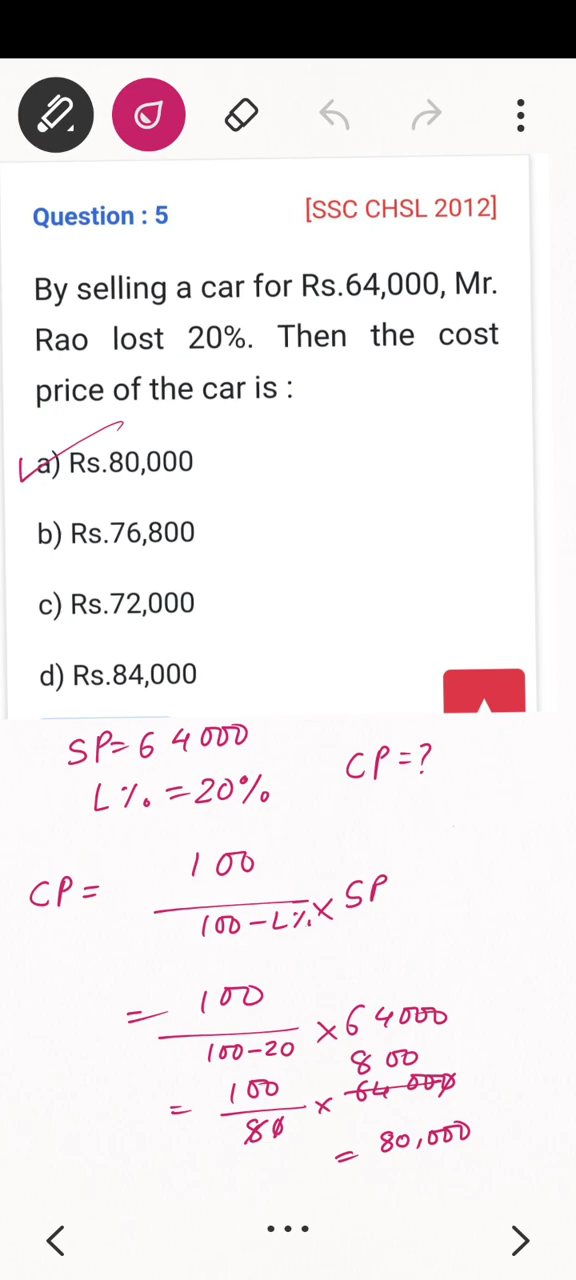 Question : 5 [SSC CHSL 2012]
By selling a car for Rs.64,000, Mr.
Rao lost 20%. Then the cost
price of the car is :
a) Rs.80,000
b) Rs.76,800
c) Rs.72,000
d) Rs.84,000
SP=64000
L%=20%
CP=?
CP= 100/100-L% × SP
= 100/100-20 ×64000
= 100/80 × 64000 800
= 80,000